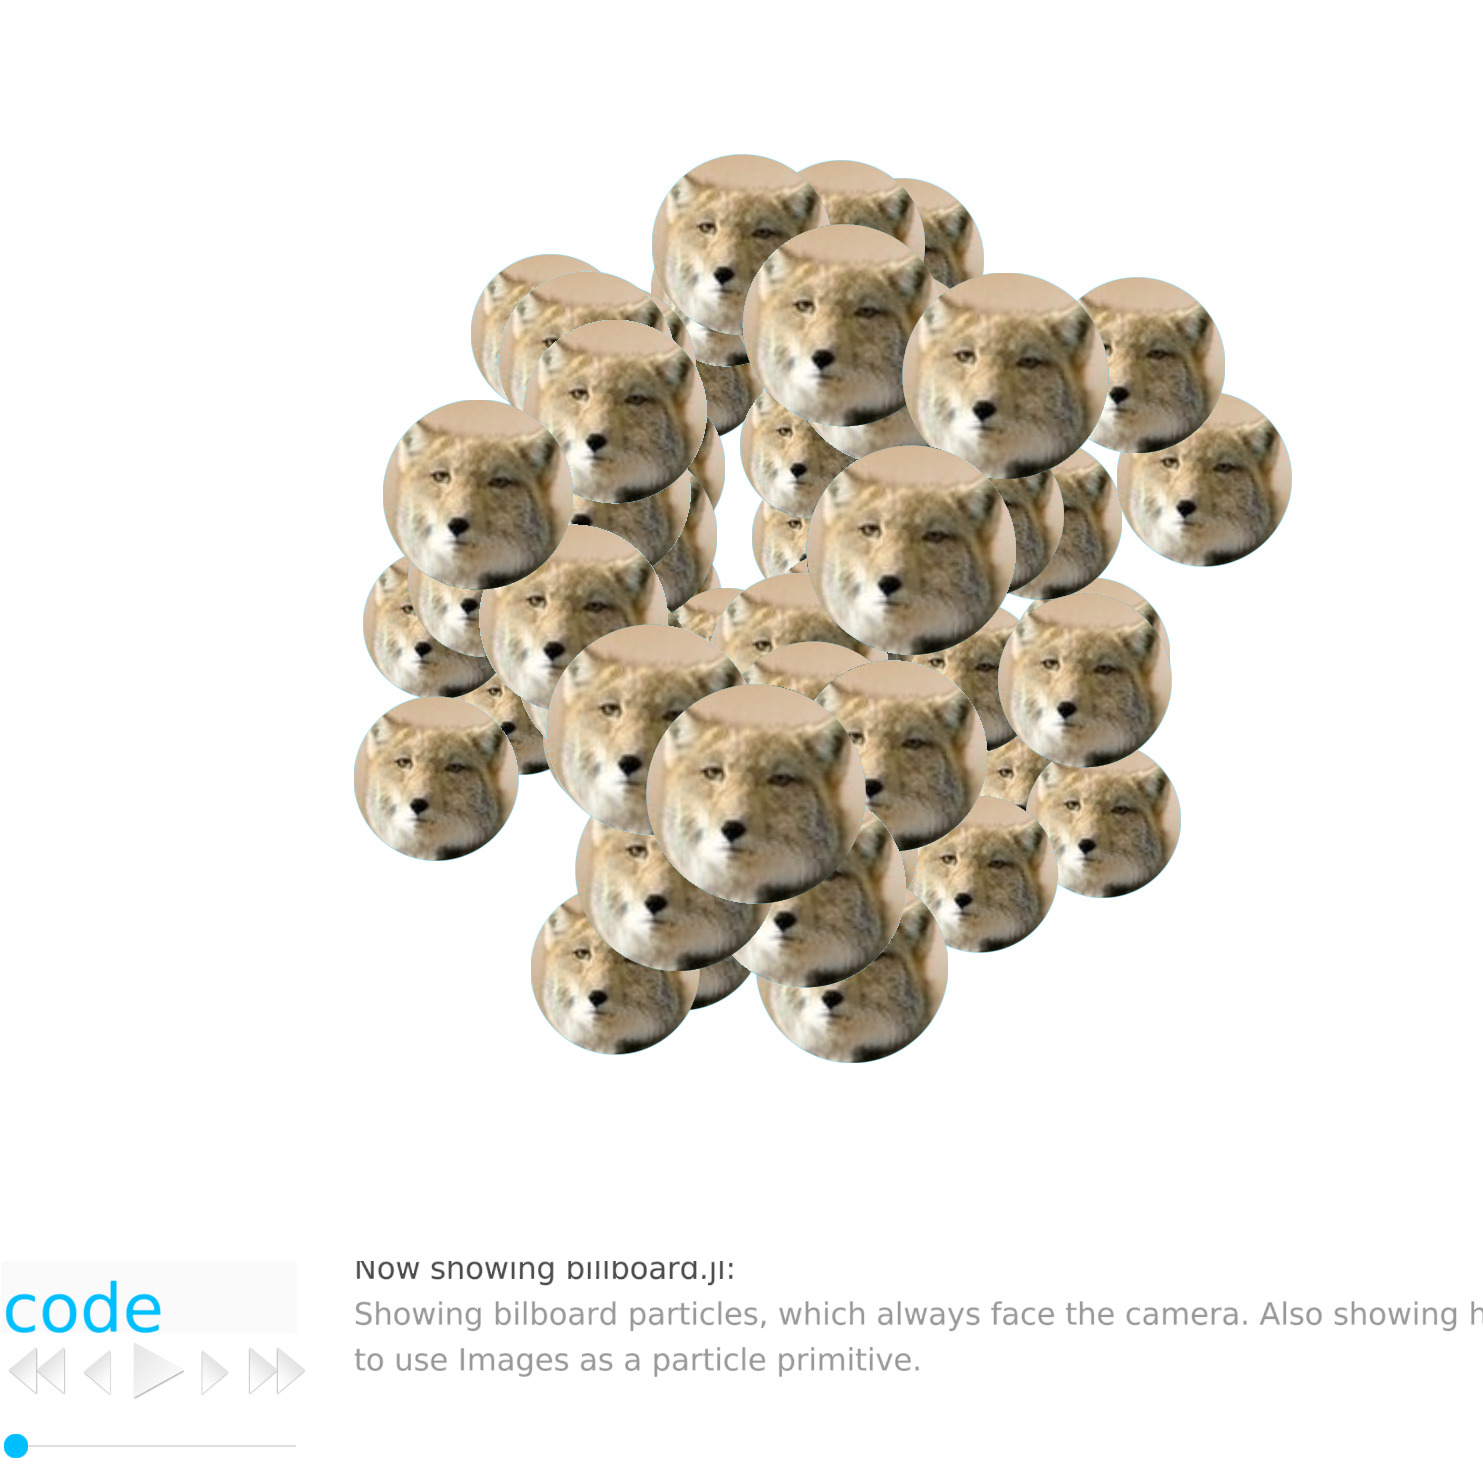 Now showing billboard.jl:
code
Showing bilboard particles, which always face the camera. Also showing h
to use Images as a particle primitive.